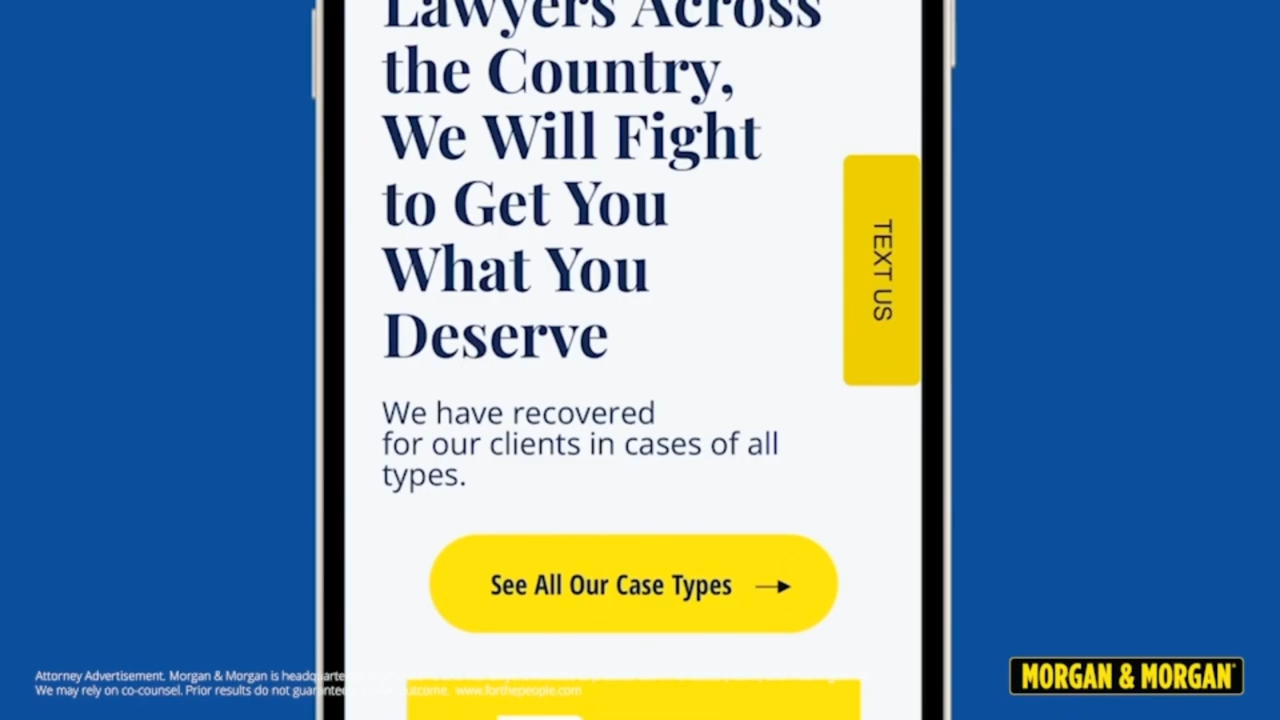 Lawyers Across
the Country,
We Will Fight
to Get You
What You
Deserve
TEXT US
We have recovered
for our clients in cases of all
types.
See All Our Case Types
Attorney Advertisement. Morgan & Morgan is
We may rely on co-counsel. Prior results do not guarantee outcome. www.forthepeople.com
MORGAN & MORGAN